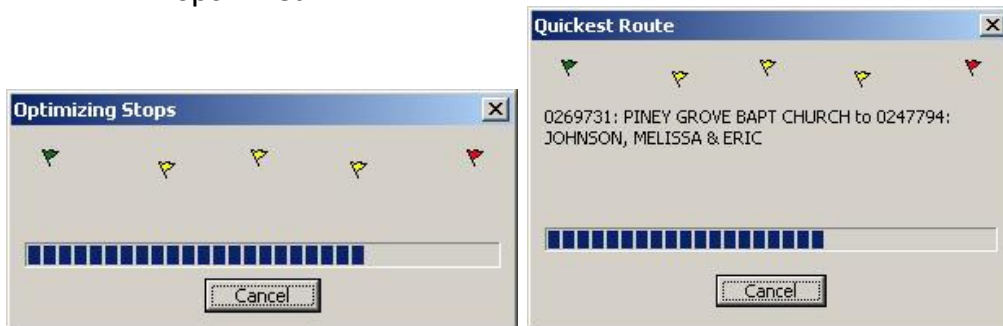 Optimizing Stops
Cancel
Quickest Route
0269731: PINEY GROVE BAPT CHURCH to 0247794:
JOHNSON, MELISSA & ERIC
Cancel